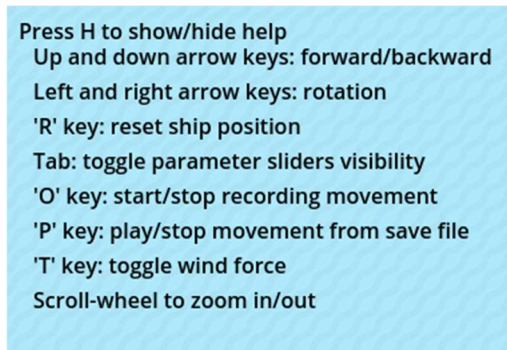 Press H to show/hide help
Up and down arrow keys: forward/backward
Left and right arrow keys: rotation
'R' key: reset ship position
Tab: toggle parameter sliders visibility
'O' key: start/stop recording movement
'P' key: play/stop movement from save file
'T' key: toggle wind force
Scroll-wheel to zoom in/out